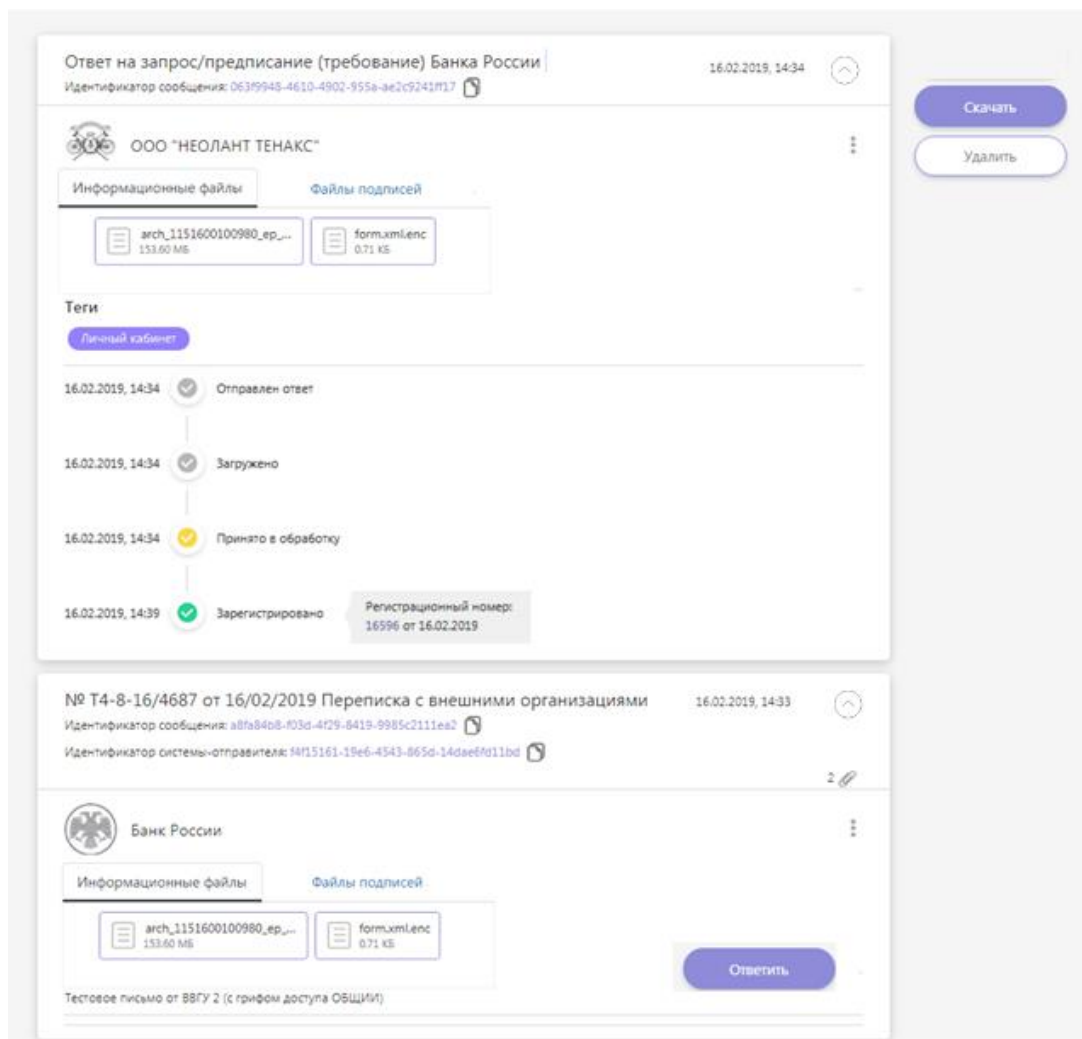 Ответ на запрос/предписание (требование) Банка России
16.02.2019, 14:34
Идентификатор сообщения: 063f9948-4610-4902-955a-ae2c9241ff17
Скачать
Удалить
ООО "НЕОЛАНТ ТЕНАКС"
Информационные файлы
Файлы подписей
arch_1151600100980_ep_...
153.60 МБ
form.xml.enc
0.71 КБ
Теги
Личный кабинет
16.02.2019, 14:34 Отправлен ответ
16.02.2019, 14:34 Загружено
16.02.2019, 14:34 Принято в обработку
16.02.2019, 14:39 Зарегистрировано
Регистрационный номер:
16596 от 16.02.2019
№ Т4-8-16/4687 от 16/02/2019 Переписка с внешними организациями
16.02.2019, 14:33
Идентификатор сообщения: a8fa84b8-f03d-4f29-8419-9985c2111ea2
Идентификатор системы-отправителя: f4f15161-19e6-4543-865d-14dae6fd11bd
2
Банк России
Информационные файлы
Файлы подписей
arch_1151600100980_ep_...
153.60 МБ
form.xml.enc
0.71 КБ
Ответить
Тестовое письмо от ВВГУ 2 (с грифом доступа ОБЩИИ)